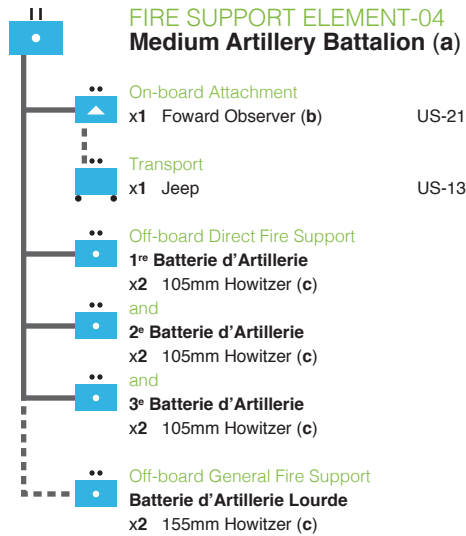 FIRE SUPPORT ELEMENT-04
Medium Artillery Battalion (a)
On-board Attachment
x1 Foward Observer (b) US-21
Transport
x1 Jeep US-13
Off-board Direct Fire Support
1re Batterie d'Artillerie
x2 105mm Howitzer (c)
and
2e Batterie d'Artillerie
x2 105mm Howitzer (c)
and
3e Batterie d'Artillerie
x2 105mm Howitzer (c)
Off-board General Fire Support
Batterie d'Artillerie Lourde
x2 155mm Howitzer (c)